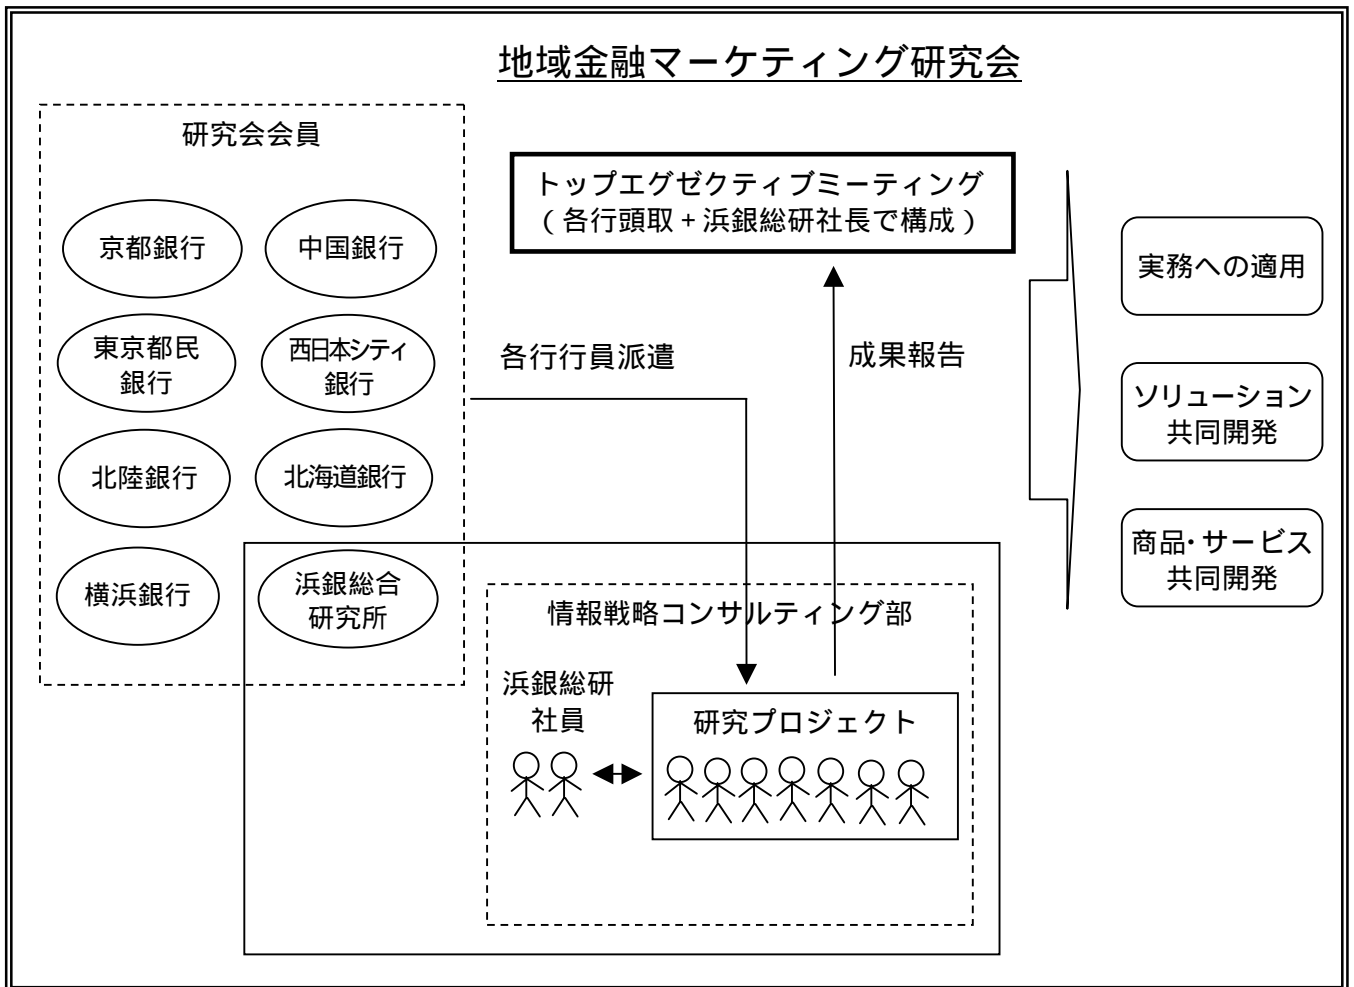 地域金融マーケティング研究会
研究会会員
京都銀行
中国銀行
東京都民
銀行
西日本シティ
銀行
北陸銀行
北海道銀行
横浜銀行
浜銀総合
研究所
トップエグゼクティブミーティング
(各行頭取+浜銀総研社長で構成)
各行行員派遣
成果報告
情報戦略コンサルティング部
浜銀総研
社員
研究プロジェクト
実務への適用
ソリューション
共同開発
商品・サービス
共同開発